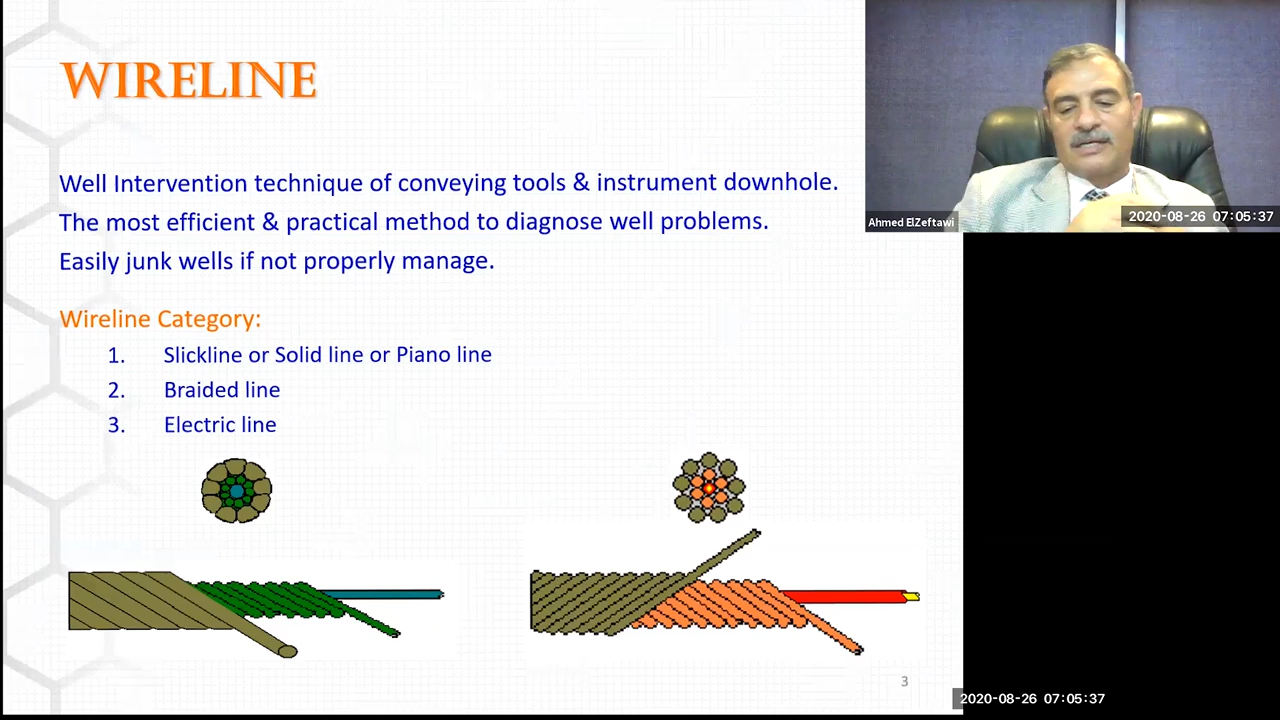 WIRELINE
Well Intervention technique of conveying tools & instrument downhole.
The most efficient & practical method to diagnose well problems.
Easily junk wells if not properly manage.
Wireline Category:
1. Slickline or Solid line or Piano line
2. Braided line
3. Electric line
3
Ahmed ElZeftawi
2020-08-26 07:05:37
2020-08-26 07:05:37